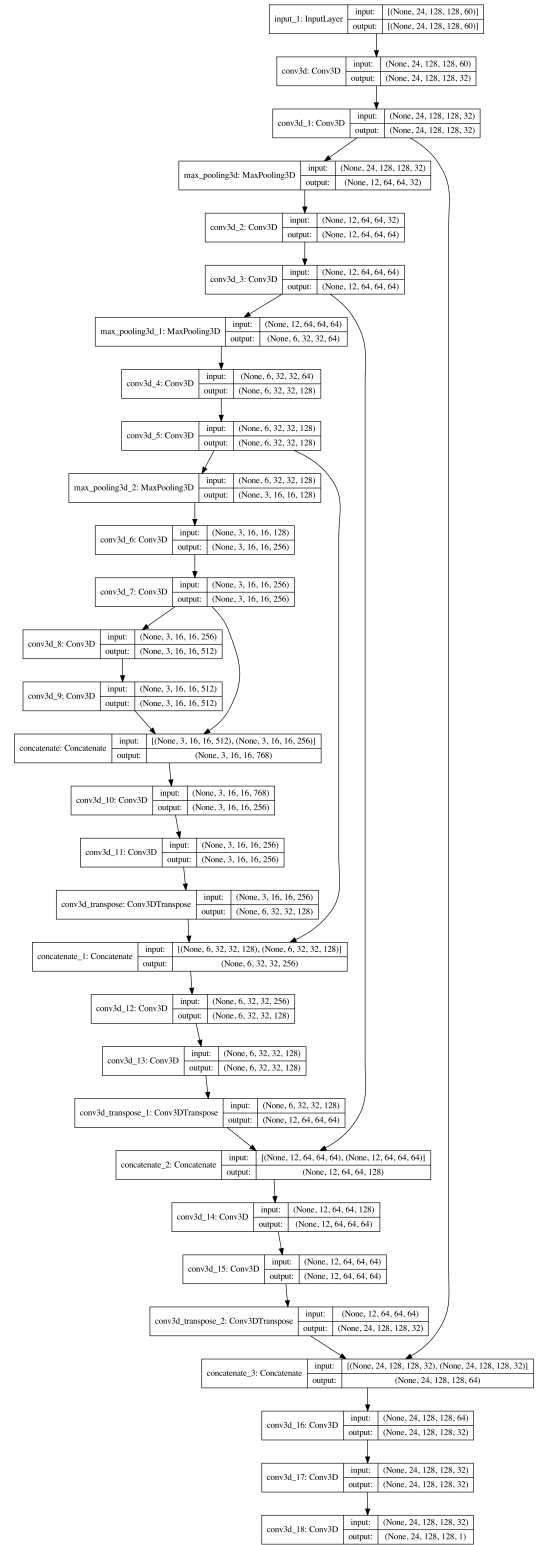 input_1: InputLayer input: [(None, 24, 128, 128, 60)]
output: [(None, 24, 128, 128, 60)]
conv3d: Conv3D input: (None, 24, 128, 128, 60)
output: (None, 24, 128, 128, 32)
conv3d_1: Conv3D input: (None, 24, 128, 128, 32)
output: (None, 24, 128, 128, 32)
max_pooling3d: MaxPooling3D input: (None, 24, 128, 128, 32)
output: (None, 12, 64, 64, 32)
conv3d_2: Conv3D input: (None, 12, 64, 64, 32)
output: (None, 12, 64, 64, 64)
conv3d_3: Conv3D input: (None, 12, 64, 64, 64)
output: (None, 12, 64, 64, 64)
max_pooling3d_1: MaxPooling3D input: (None, 12, 64, 64, 64)
output: (None, 6, 32, 32, 64)
conv3d_4: Conv3D input: (None, 6, 32, 32, 64)
output: (None, 6, 32, 32, 128)
conv3d_5: Conv3D input: (None, 6, 32, 32, 128)
output: (None, 6, 32, 32, 128)
max_pooling3d_2: MaxPooling3D input: (None, 6, 32, 32, 128)
output: (None, 3, 16, 16, 128)
conv3d_6: Conv3D input: (None, 3, 16, 16, 128)
output: (None, 3, 16, 16, 256)
conv3d_7: Conv3D input: (None, 3, 16, 16, 256)
output: (None, 3, 16, 16, 256)
conv3d_8: Conv3D input: (None, 3, 16, 16, 256)
output: (None, 3, 16, 16, 512)
conv3d_9: Conv3D input: (None, 3, 16, 16, 512)
output: (None, 3, 16, 16, 512)
concatenate: Concatenate input: [(None, 3, 16, 16, 512), (None, 3, 16, 16, 256)]
output: (None, 3, 16, 16, 768)
conv3d_10: Conv3D input: (None, 3, 16, 16, 768)
output: (None, 3, 16, 16, 256)
conv3d_11: Conv3D input: (None, 3, 16, 16, 256)
output: (None, 3, 16, 16, 256)
conv3d_transpose: Conv3DTranspose input: (None, 3, 16, 16, 256)
output: (None, 6, 32, 32, 128)
concatenate_1: Concatenate input: [(None, 6, 32, 32, 128), (None, 6, 32, 32, 128)]
output: (None, 6, 32, 32, 256)
conv3d_12: Conv3D input: (None, 6, 32, 32, 256)
output: (None, 6, 32, 32, 128)
conv3d_13: Conv3D input: (None, 6, 32, 32, 128)
output: (None, 6, 32, 32, 128)
conv3d_transpose_1: Conv3DTranspose input: (None, 6, 32, 32, 128)
output: (None, 12, 64, 64, 64)
concatenate_2: Concatenate input: [(None, 12, 64, 64, 64), (None, 12, 64, 64, 64)]
output: (None, 12, 64, 64, 128)
conv3d_14: Conv3D input: (None, 12, 64, 64, 128)
output: (None, 12, 64, 64, 64)
conv3d_15: Conv3D input: (None, 12, 64, 64, 64)
output: (None, 12, 64, 64, 64)
conv3d_transpose_2: Conv3DTranspose input: (None, 12, 64, 64, 64)
output: (None, 24, 128, 128, 32)
concatenate_3: Concatenate input: [(None, 24, 128, 128, 32), (None, 24, 128, 128, 32)]
output: (None, 24, 128, 128, 64)
conv3d_16: Conv3D input: (None, 24, 128, 128, 64)
output: (None, 24, 128, 128, 32)
conv3d_17: Conv3D input: (None, 24, 128, 128, 32)
output: (None, 24, 128, 128, 32)
conv3d_18: Conv3D input: (None, 24, 128, 128, 32)
output: (None, 24, 128, 128, 1)